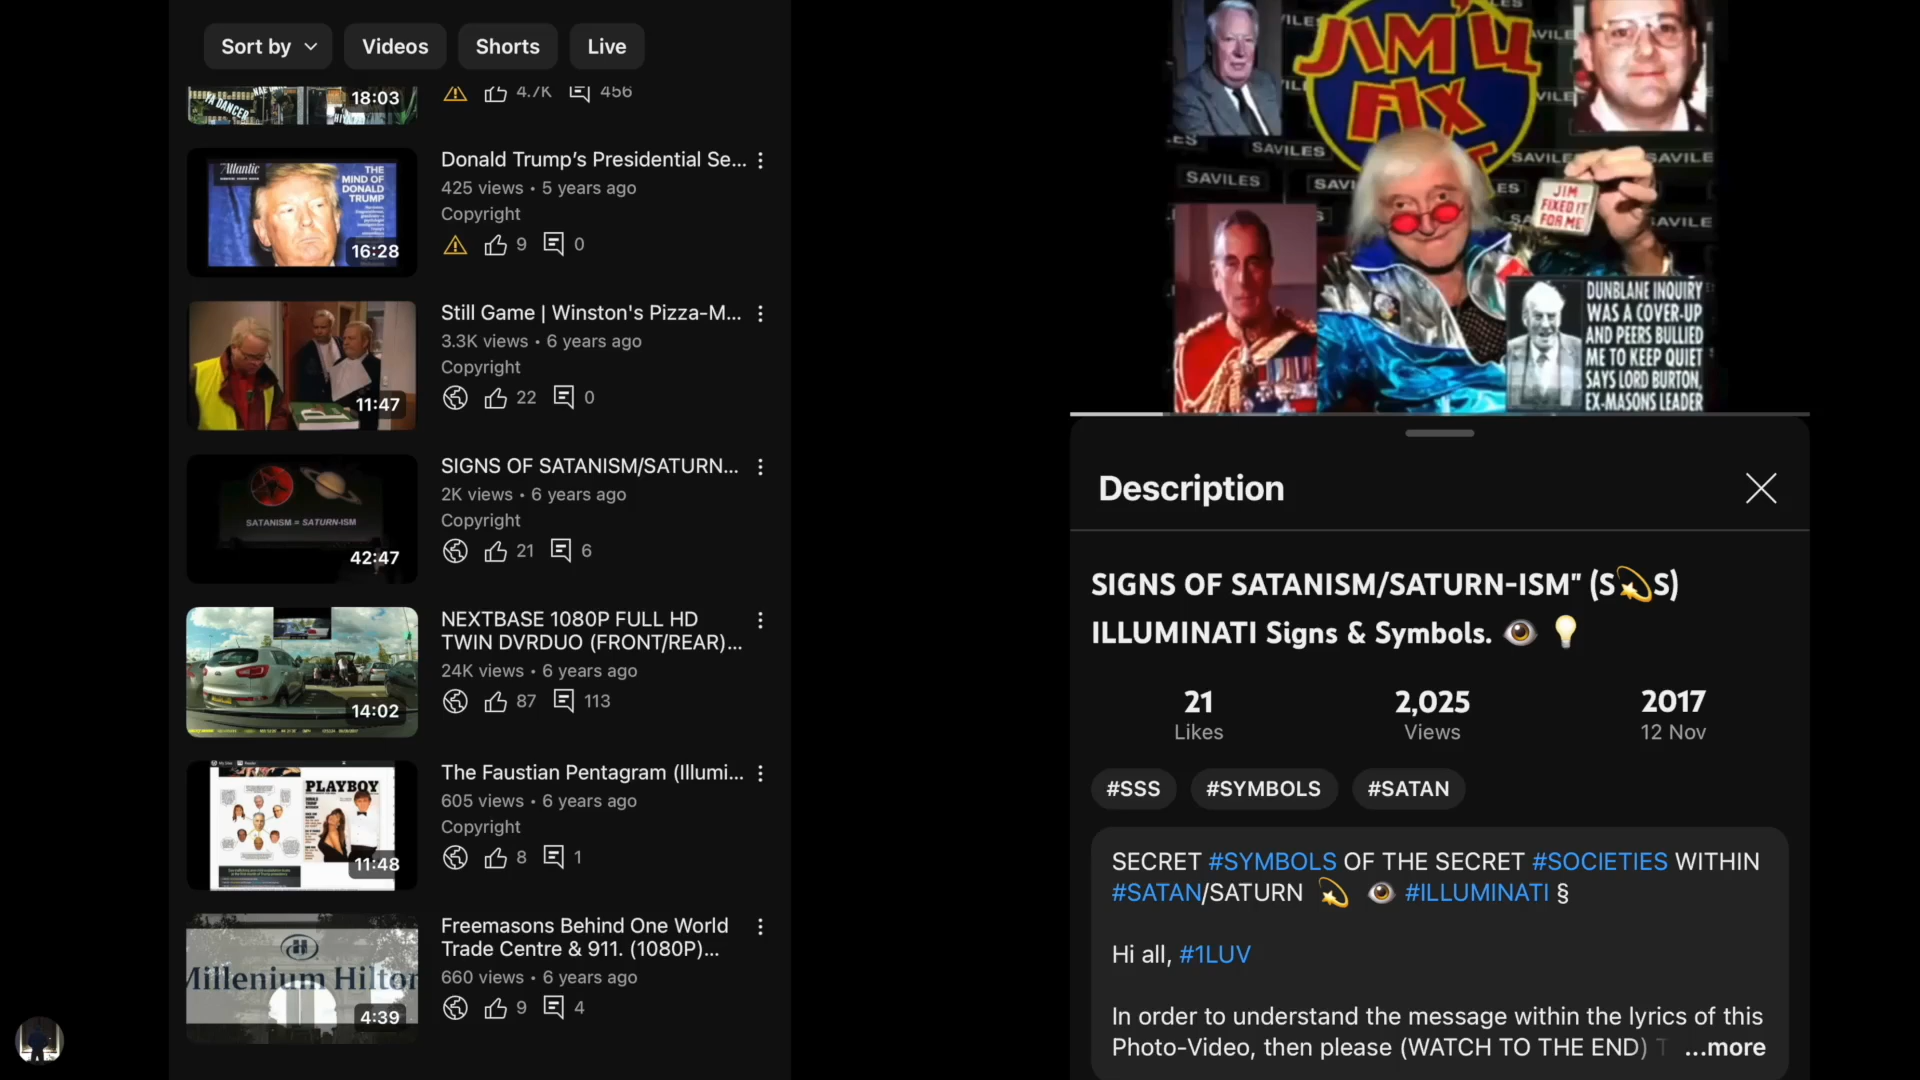 Sort by
Videos
Shorts
Live
YA DANCER
18:03
4.7K
456
The Atlantic
THE
MIND OF
DONALD
TRUMP
16:28
Donald Trump’s Presidential Se...
425 views • 5 years ago
Copyright
9
0
11:47
Still Game | Winston's Pizza-M...
3.3K views • 6 years ago
Copyright
22
0
SATANISM = SATURN-ISM
42:47
SIGNS OF SATANISM/SATURN...
2K views • 6 years ago
Copyright
21
6
14:02
NEXTBASE 1080P FULL HD
TWIN DVRDUO (FRONT/REAR)...
24K views • 6 years ago
87
113
PLAYBOY
11:48
The Faustian Pentagram (Illumi...
605 views • 6 years ago
Copyright
8
1
H
Millenium Hilton
4:39
Freemasons Behind One World
Trade Centre & 911. (1080P)...
660 views • 6 years ago
9
4
JIM'LL
FIX
SAVILES
SAVILES
JIM
FIXED IT
FOR ME
DUNBLANE INQUIRY
WAS A COVER-UP
AND PEERS BULLIED
ME TO KEEP QUIET
SAYS LORD BURTON,
EX-MASONS LEADER
Description
SIGNS OF SATANISM/SATURN-ISM" (S💫S)
ILLUMINATI Signs & Symbols. 👁 💡
21
Likes
2,025
Views
2017
12 Nov
#SSS
#SYMBOLS
#SATAN
SECRET #SYMBOLS OF THE SECRET #SOCIETIES WITHIN
#SATAN/SATURN 💫 👁 #ILLUMINATI §
Hi all, #1LUV
In order to understand the message within the lyrics of this
Photo-Video, then please (WATCH TO THE END) T ...more